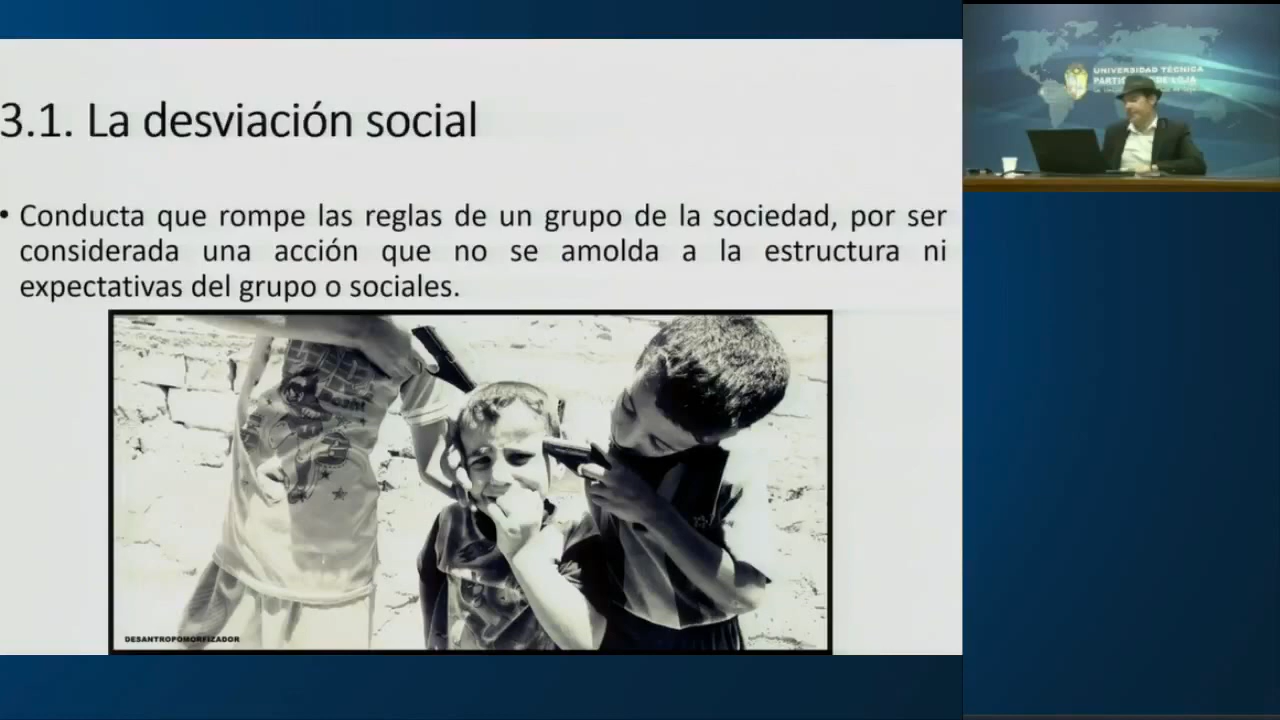 3.1. La desviación social
• Conducta que rompe las reglas de un grupo de la sociedad, por ser
considerada una acción que no se amolda a la estructura ni
expectativas del grupo o sociales.
DESANTROPOMORFIZADOR
UNIVERSIDAD TÉCNICA
DE LOJA